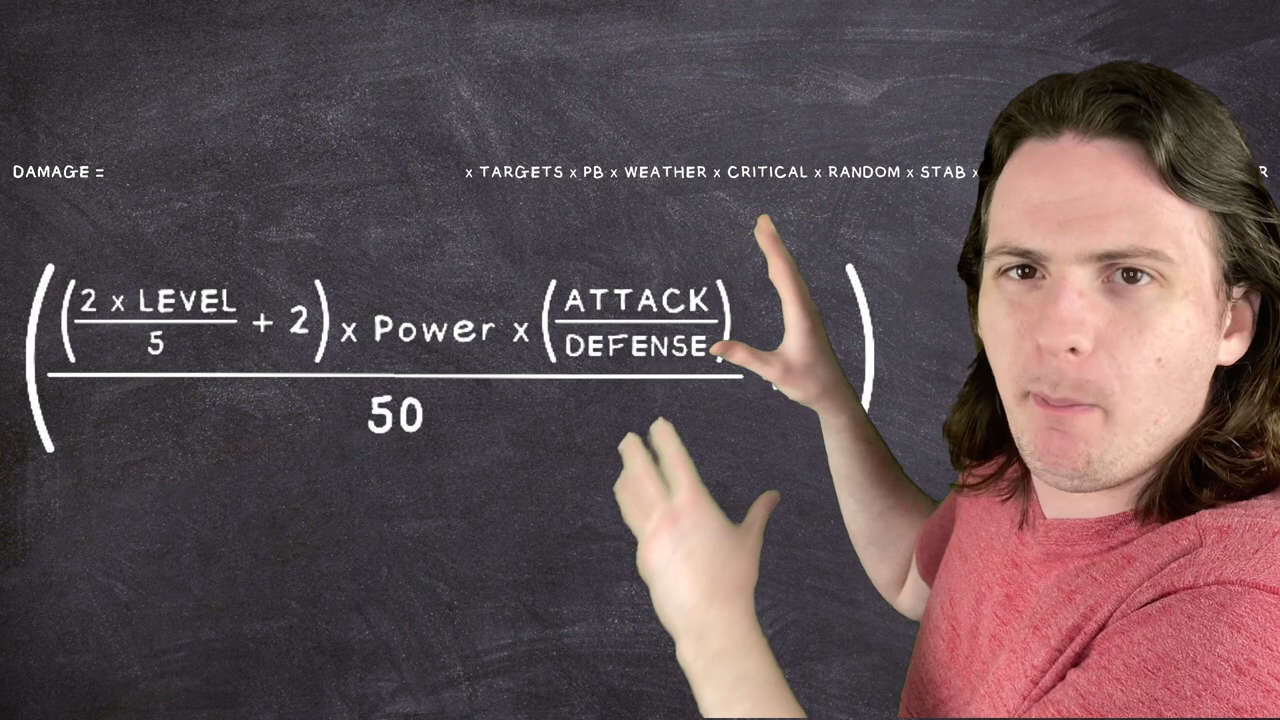 DAMAGE = x TARGETS x PB x WEATHER x CRITICAL x RANDOM x STAB x R
( ( 2 x LEVEL / 5 + 2 ) x Power x ( ATTACK / DEFENSE ) / 50 )